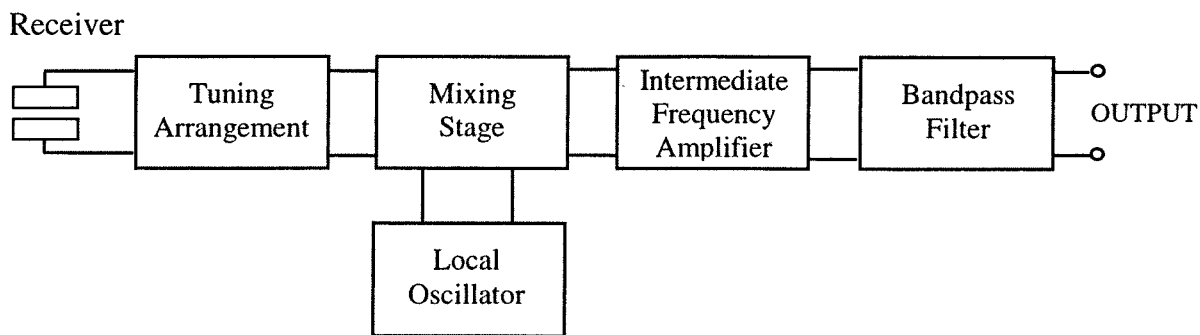 Receiver
Tuning
Arrangement
Mixing
Stage
Intermediate
Frequency
Amplifier
Bandpass
Filter
OUTPUT
Local
Oscillator